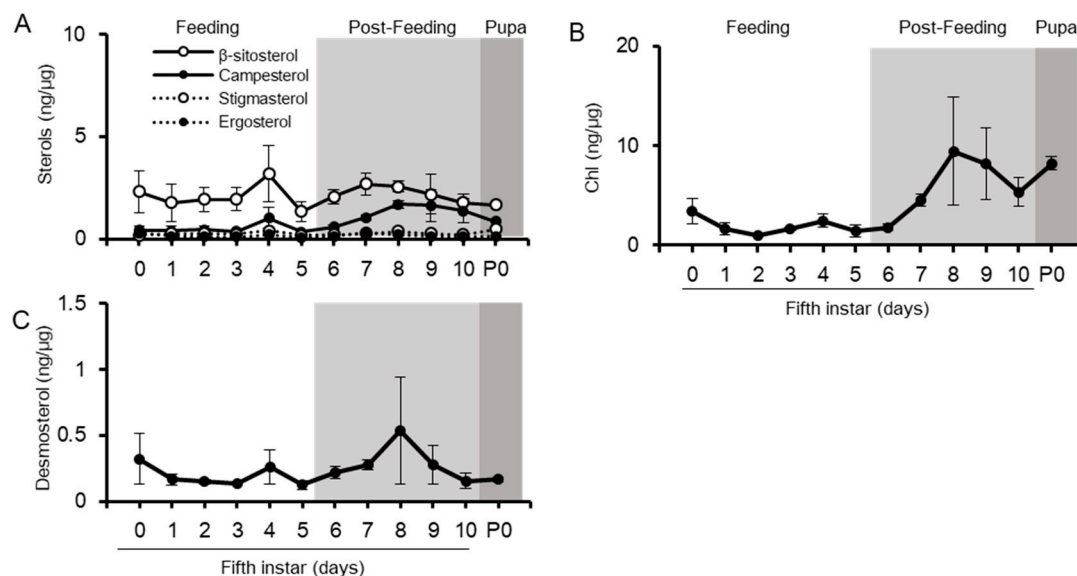 A
Feeding
Post-Feeding
Pupa
10
5
0
Sterols (ng/µg)
β-sitosterol
Campesterol
Stigmasterol
Ergosterol
0 1 2 3 4 5 6 7 8 9 10 P0
B
Feeding
Post-Feeding
Pupa
20
10
0
Chl (ng/µg)
0 1 2 3 4 5 6 7 8 9 10 P0
Fifth instar (days)
C
1.5
1
0.5
0
Desmosterol (ng/µg)
0 1 2 3 4 5 6 7 8 9 10 P0
Fifth instar (days)